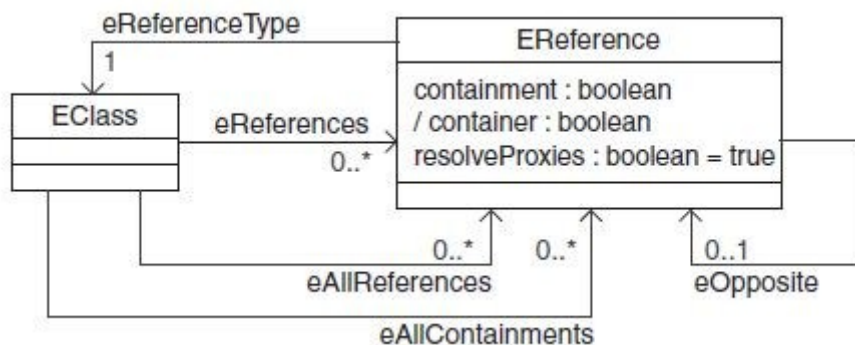 eReferenceType
1
EReference
containment : boolean
/ container : boolean
resolveProxies : boolean = true
EClass
eReferences
0..*
0..*
0..*
0..1
eAllReferences
eOpposite
eAllContainments